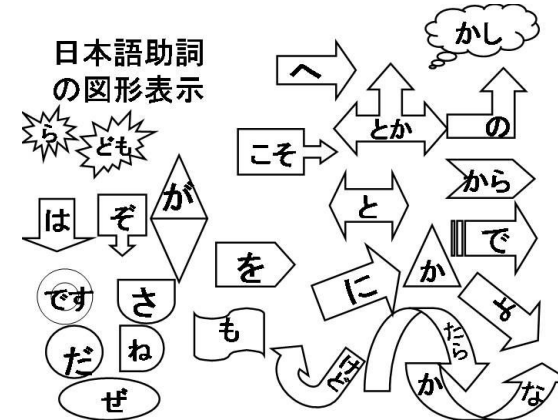 日本語助詞
の図形表示
かし
へ
とか
の
こそ
から
と
で
ら
ども
が
は
ぞ
を
に
か
よ
です
さ
も
だ
ね
ぜ
けど
たら
か
な